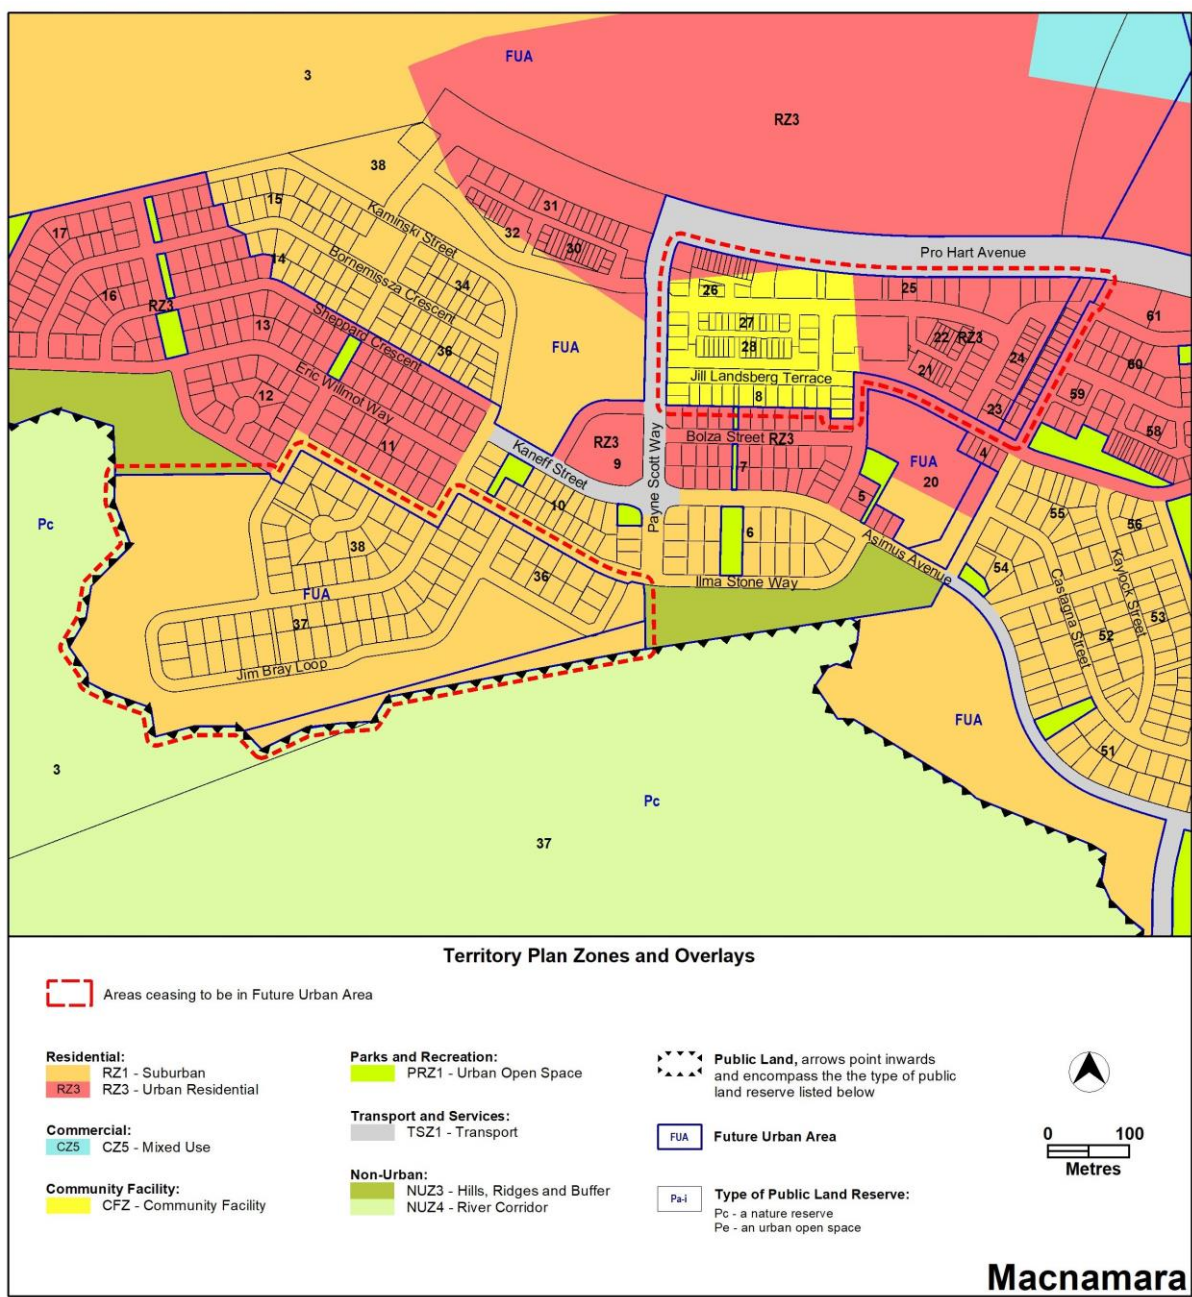 FUA
3
RZ3
38
15
31
17
Kaminski Street
32
30
Pro Hart Avenue
14
Bornemissza Crescent
34
26
25
16
RZ3
61
13
Sheppard Crescent
36
FUA
27
22
RZ3
28
24
60
21
Jill Landsberg Terrace
12
Eric Willmot Way
8
59
23
11
RZ3
9
Bolza Street
RZ3
58
4
Kaneff Street
7
FUA
20
Payne Scott Way
5
10
55
56
Pc
6
Asimus Avenue
38
54
Kaylock Street
36
Ilma Stone Way
FUA
Castagna Street
37
53
52
Jim Bray Loop
FUA
51
3
Pc
37
Territory Plan Zones and Overlays
Areas ceasing to be in Future Urban Area
Residential:
RZ1 - Suburban
RZ3 RZ3 - Urban Residential
Commercial:
CZ5 CZ5 - Mixed Use
Community Facility:
CFZ - Community Facility
Parks and Recreation:
PRZ1 - Urban Open Space
Transport and Services:
TSZ1 - Transport
Non-Urban:
NUZ3 - Hills, Ridges and Buffer
NUZ4 - River Corridor
Public Land, arrows point inwards
and encompass the the type of public
land reserve listed below
FUA Future Urban Area
Pa-i Type of Public Land Reserve:
Pc - a nature reserve
Pe - an urban open space
0 100
Metres
Macnamara